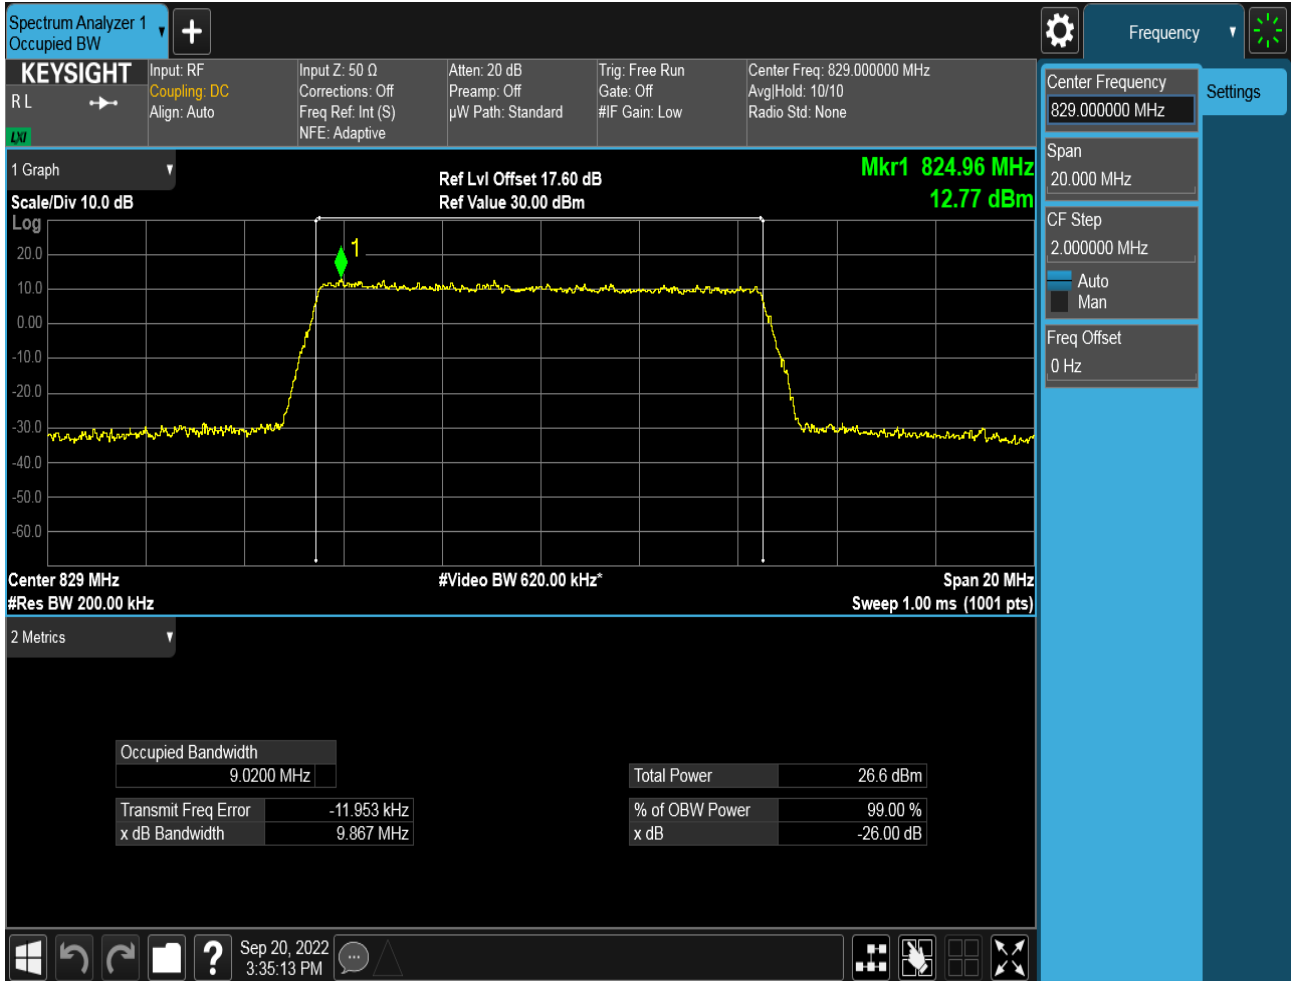 Spectrum Analyzer 1
Occupied BW
Frequency
KEYSIGHT
R L
LXI
Input: RF
Coupling: DC
Align: Auto
Input Z: 50 Ω
Corrections: Off
Freq Ref: Int (S)
NFE: Adaptive
Atten: 20 dB
Preamp: Off
µW Path: Standard
Trig: Free Run
Gate: Off
#IF Gain: Low
Center Freq: 829.000000 MHz
Avg|Hold: 10/10
Radio Std: None
Center Frequency
829.000000 MHz
Settings
Span
20.000 MHz
CF Step
2.000000 MHz
Auto
Man
Freq Offset
0 Hz
1 Graph
Scale/Div 10.0 dB
Ref Lvl Offset 17.60 dB
Ref Value 30.00 dBm
Mkr1 824.96 MHz
12.77 dBm
Log
1
20.0
10.0
0.00
-10.0
-20.0
-30.0
-40.0
-50.0
-60.0
Center 829 MHz
#Video BW 620.00 kHz*
Span 20 MHz
#Res BW 200.00 kHz
Sweep 1.00 ms (1001 pts)
2 Metrics
Occupied Bandwidth
9.0200 MHz
Total Power 26.6 dBm
Transmit Freq Error -11.953 kHz
% of OBW Power 99.00 %
x dB Bandwidth 9.867 MHz
x dB -26.00 dB
?
Sep 20, 2022
3:35:13 PM